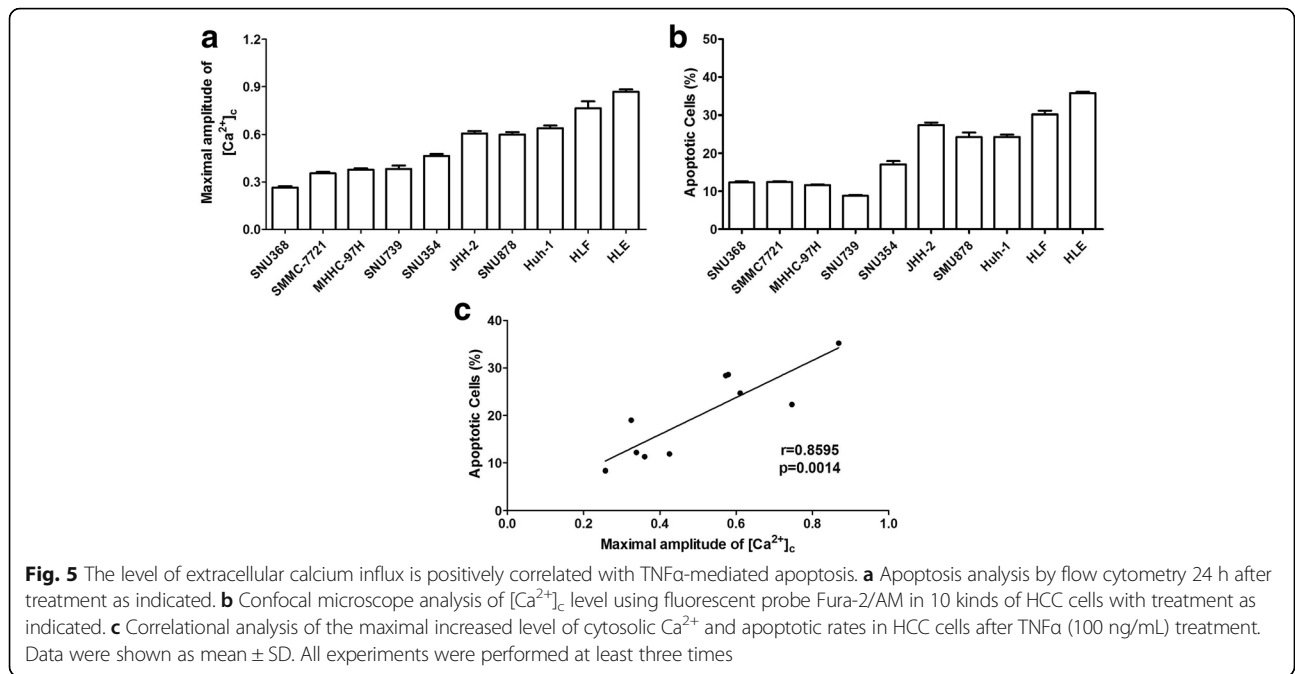 a
b
1.2
0.9
0.6
0.3
0.0
Maximal amplitude of
[Ca2+]c
SNU368
SMMC-7721
MHHC-97H
SNU739
SNU354
JHH-2
SNU878
Huh-1
HLF
HLE
50
40
30
20
10
0
Apoptotic Cells (%)
SNU368
SMMC7721
MHHC-97H
SNU739
SNU354
JHH-2
SMU878
Huh-1
HLF
HLE
c
40
30
20
10
0
Apoptotic Cells (%)
r=0.8595
p=0.0014
0.0 0.2 0.4 0.6 0.8 1.0
Maximal amplitude of [Ca2+]c
Fig. 5 The level of extracellular calcium influx is positively correlated with TNFα-mediated apoptosis. a Apoptosis analysis by flow cytometry 24 h after
treatment as indicated. b Confocal microscope analysis of [Ca2+]c level using fluorescent probe Fura-2/AM in 10 kinds of HCC cells with treatment as
indicated. c Correlational analysis of the maximal increased level of cytosolic Ca2+ and apoptotic rates in HCC cells after TNFα (100 ng/mL) treatment.
Data were shown as mean ± SD. All experiments were performed at least three times